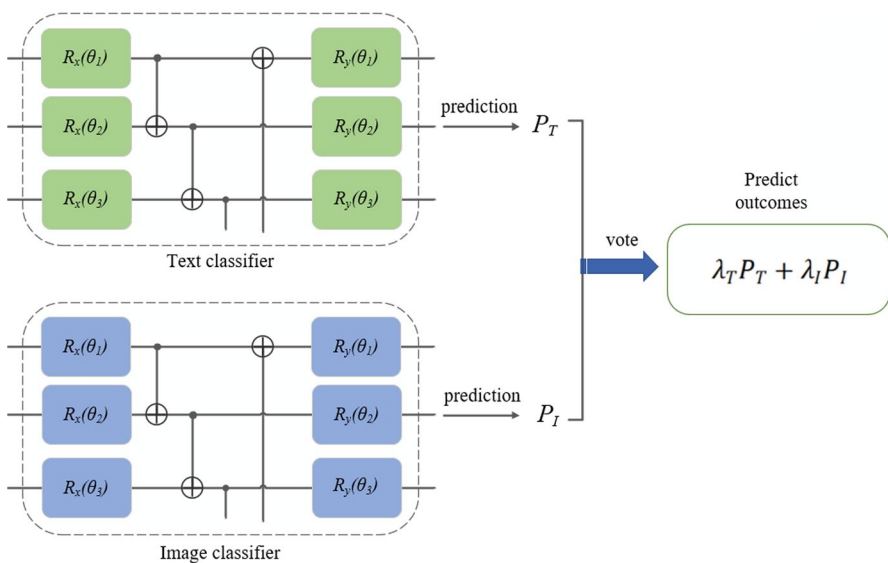 Rx(θ1) Ry(θ1)
Rx(θ2) Ry(θ2)
Rx(θ3) Ry(θ3)
Text classifier
prediction
PT
Rx(θ1) Ry(θ1)
Rx(θ2) Ry(θ2)
Rx(θ3) Ry(θ3)
Image classifier
prediction
PI
vote
Predict
outcomes
λTPT + λIPI